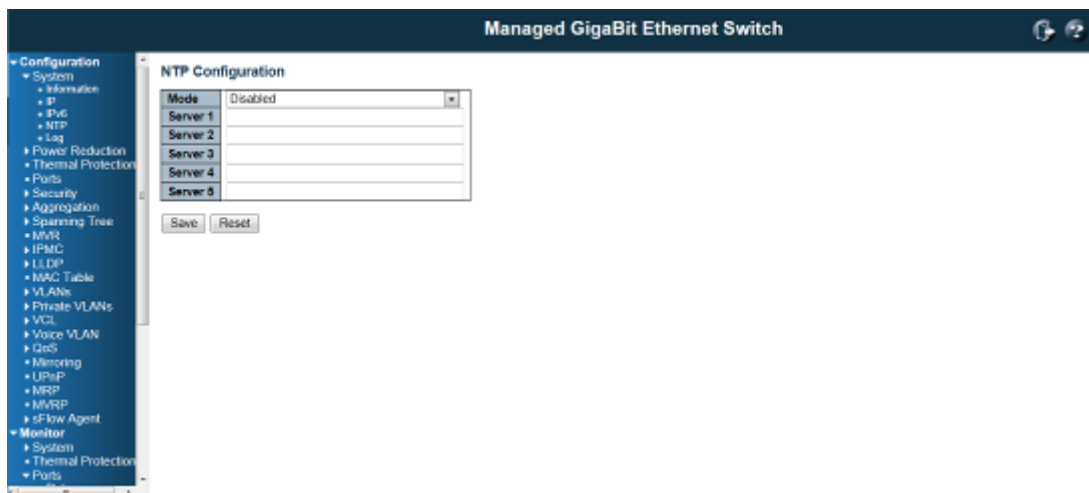 Managed GigaBit Ethernet Switch
Configuration
System
Information
IP
IPv6
NTP
Log
Power Reduction
Thermal Protection
Ports
Security
Aggregation
Spanning Tree
MVR
IPMC
LLDP
MAC Table
VLANs
Private VLANs
VCL
Voice VLAN
QoS
Mirroring
UPnP
MRP
MVRP
sFlow Agent
Monitor
System
Thermal Protection
Ports
NTP Configuration
Mode Disabled
Server 1
Server 2
Server 3
Server 4
Server 5
Save Reset